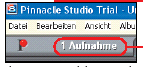 Pinnacle Studio Trial - U
Datei Bearbeiten Ansicht Albu
1 Aufnahme